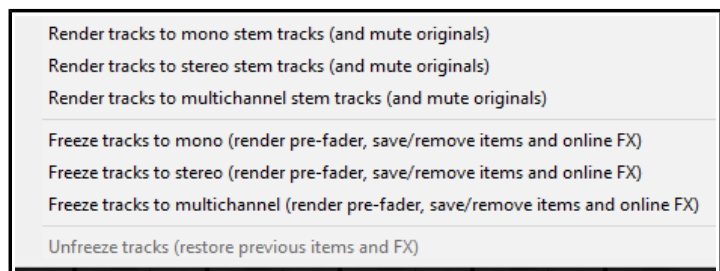 Render tracks to mono stem tracks (and mute originals)
Render tracks to stereo stem tracks (and mute originals)
Render tracks to multichannel stem tracks (and mute originals)
Freeze tracks to mono (render pre-fader, save/remove items and online FX)
Freeze tracks to stereo (render pre-fader, save/remove items and online FX)
Freeze tracks to multichannel (render pre-fader, save/remove items and online FX)
Unfreeze tracks (restore previous items and FX)